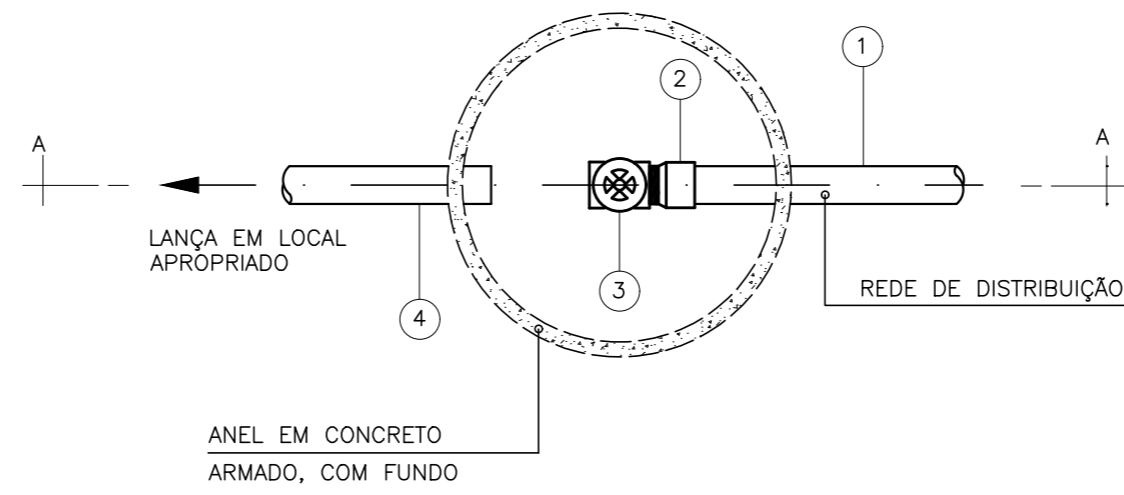 1
2
A
A
LANÇA EM LOCAL
APROPRIADO
REDE DE DISTRIBUIÇÃO
3
4
ANEL EM CONCRETO
ARMADO, COM FUNDO